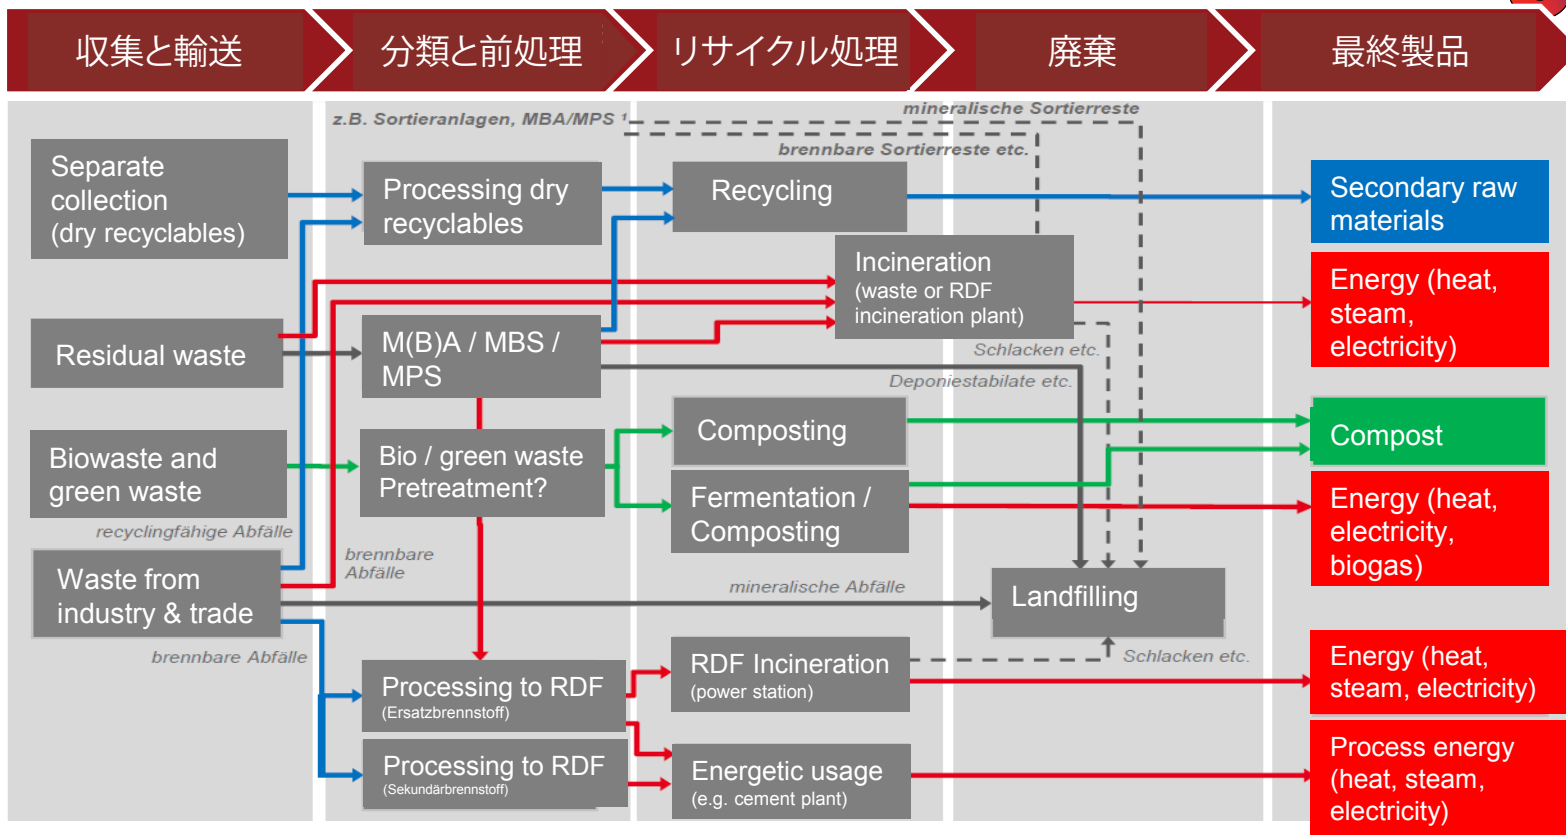 収集と輸送
分類と前処理
リサイクル処理
廃棄
最終製品
z.B. Sortieranlagen, MBA/MPS ¹
mineralische Sortierreste
brennbare Sortierreste etc.
Separate
collection
(dry recyclables)
Processing dry
recyclables
Recycling
Secondary raw
materials
Incineration
(waste or RDF
incineration plant)
Energy (heat,
steam,
electricity)
Residual waste
M(B)A / MBS /
MPS
Schlacken etc.
Deponiestabilate etc.
Composting
Compost
Biowaste and
green waste
Bio / green waste
Pretreatment?
Fermentation /
Composting
Energy (heat,
electricity,
biogas)
recyclingfähige Abfälle
brennbare
Abfälle
Waste from
industry & trade
mineralische Abfälle
Landfilling
brennbare Abfälle
Schlacken etc.
Processing to RDF
(Ersatzbrennstoff)
RDF Incineration
(power station)
Energy (heat,
steam, electricity)
Processing to RDF
(Sekundärbrennstoff)
Energetic usage
(e.g. cement plant)
Process energy
(heat, steam,
electricity)